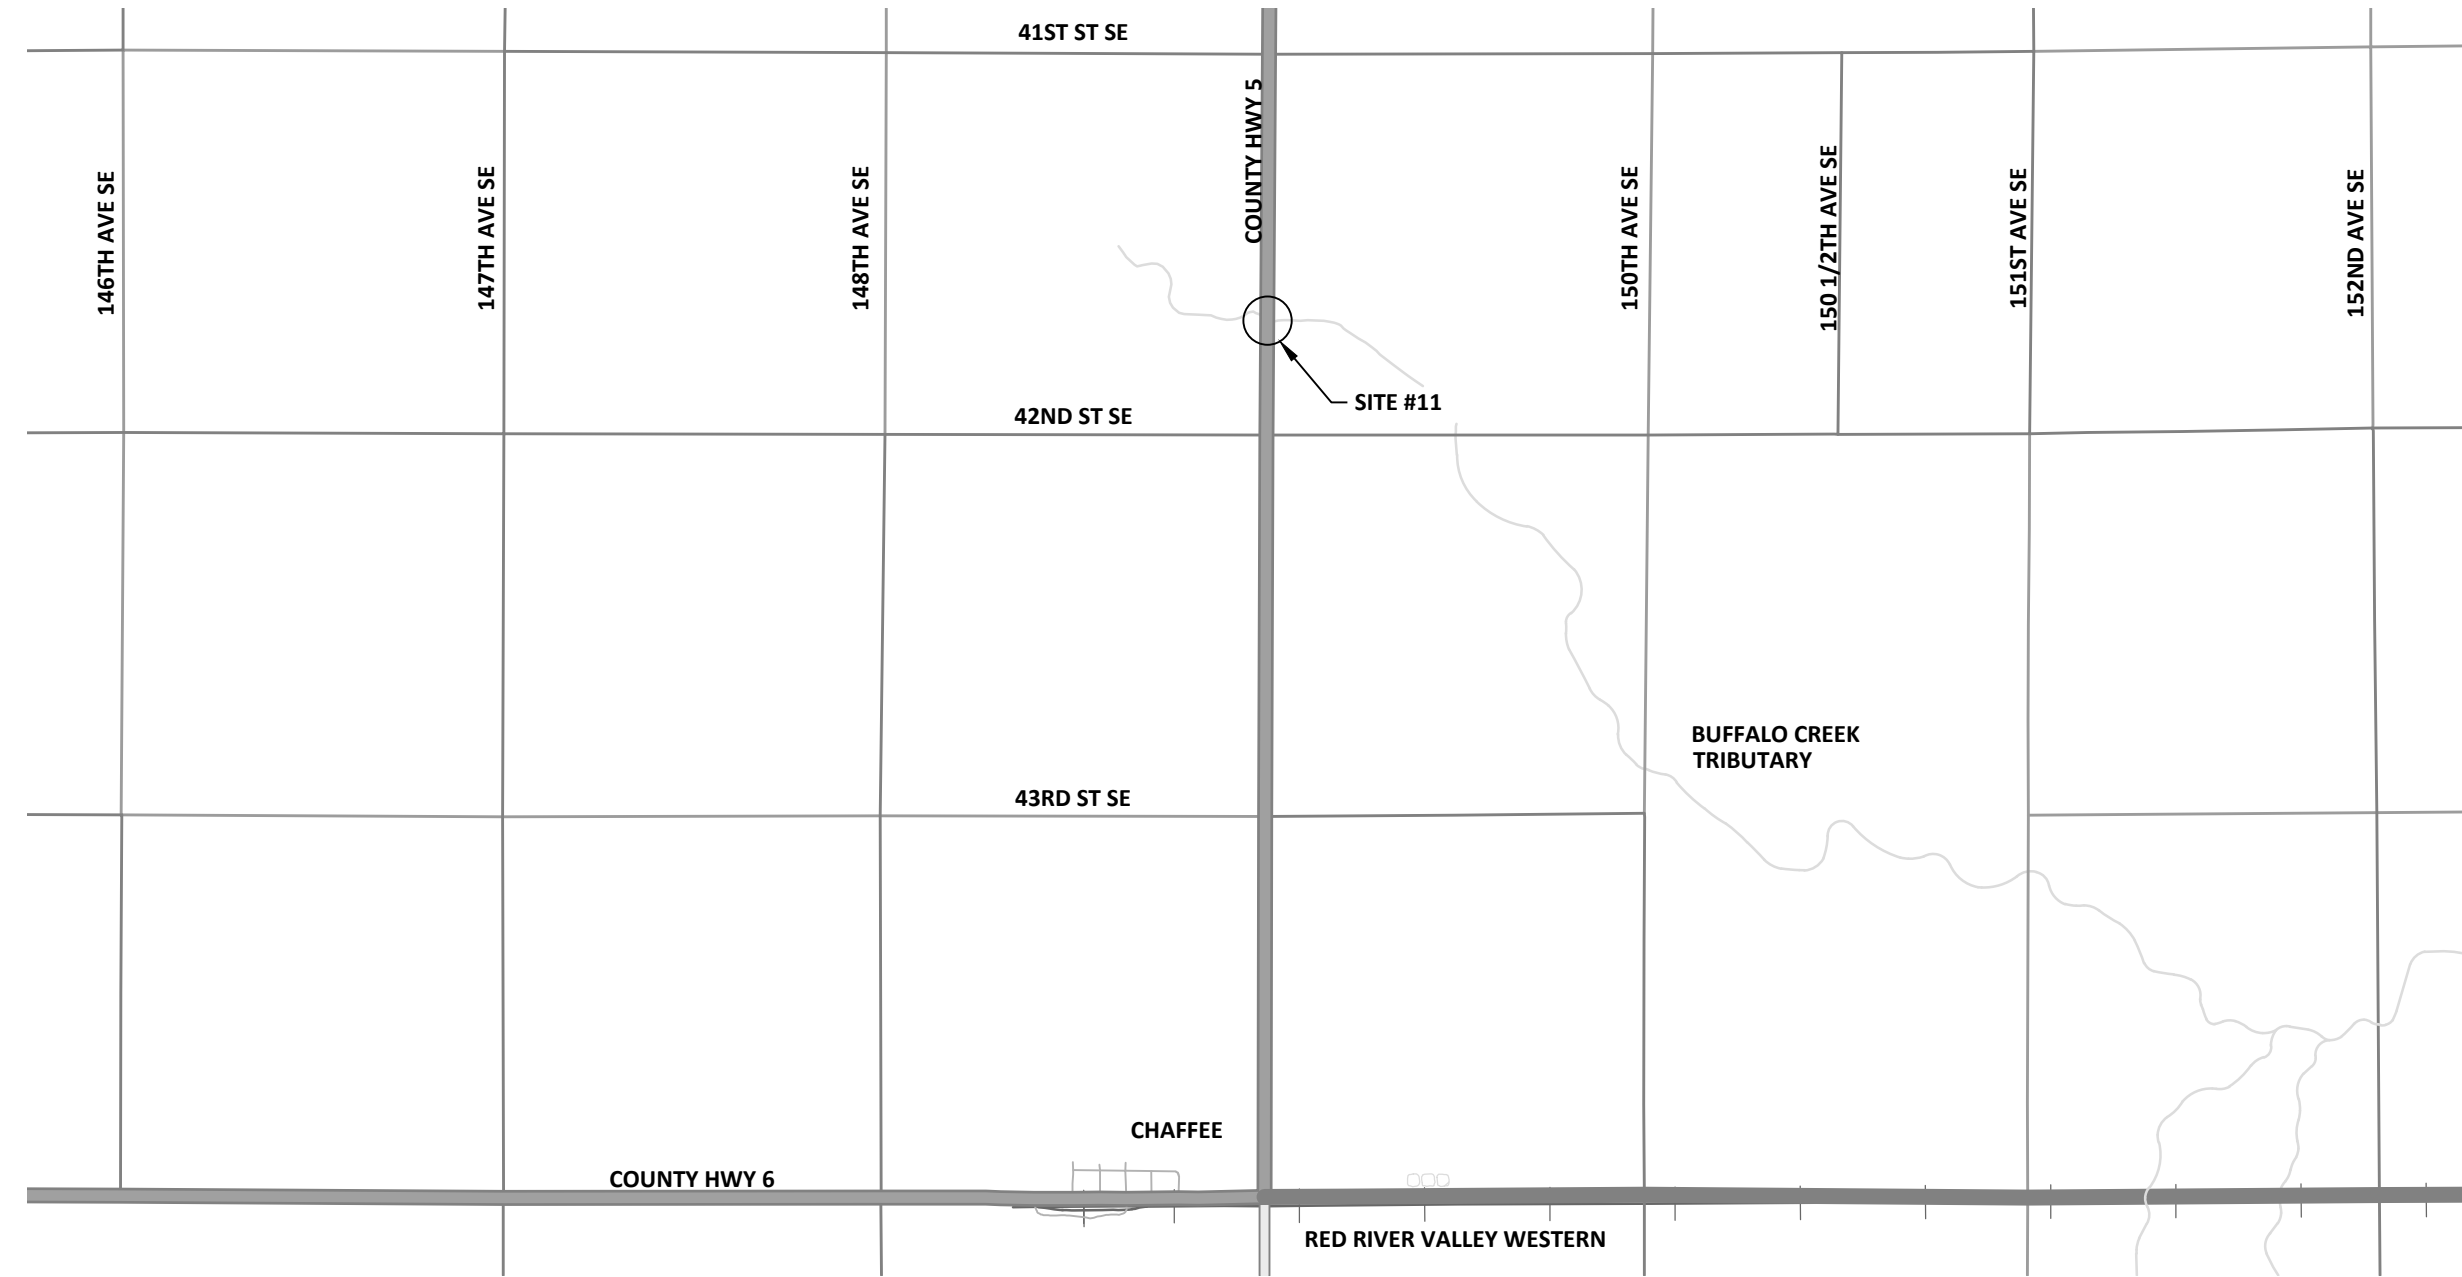 41ST ST SE
COUNTY HWY 5
146TH AVE SE
147TH AVE SE
148TH AVE SE
150TH AVE SE
150 1/2TH AVE SE
151ST AVE SE
152ND AVE SE
SITE #11
42ND ST SE
BUFFALO CREEK
TRIBUTARY
43RD ST SE
CHAFFEE
COUNTY HWY 6
RED RIVER VALLEY WESTERN